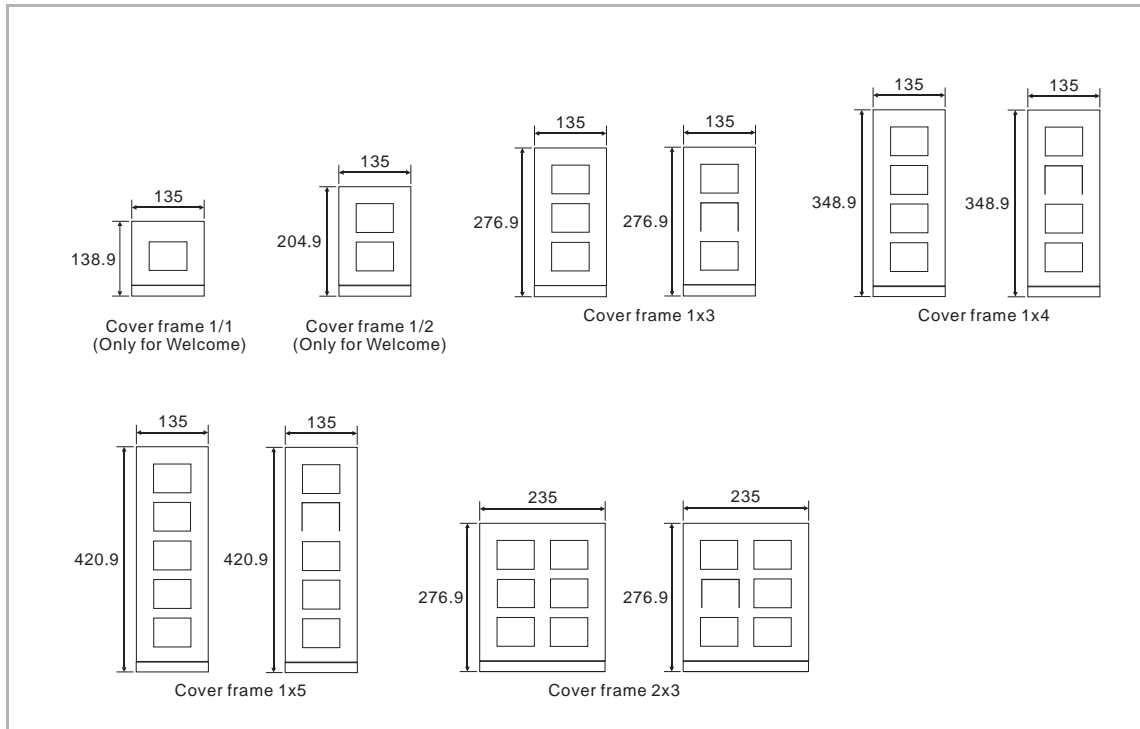 135
135
348.9
348.9
135
135
276.9
276.9
135
204.9
135
138.9
Cover frame 1/1
(Only for Welcome)
Cover frame 1/2
(Only for Welcome)
Cover frame 1x3
Cover frame 1x4
135
135
420.9
420.9
235
235
276.9
276.9
Cover frame 1x5
Cover frame 2x3